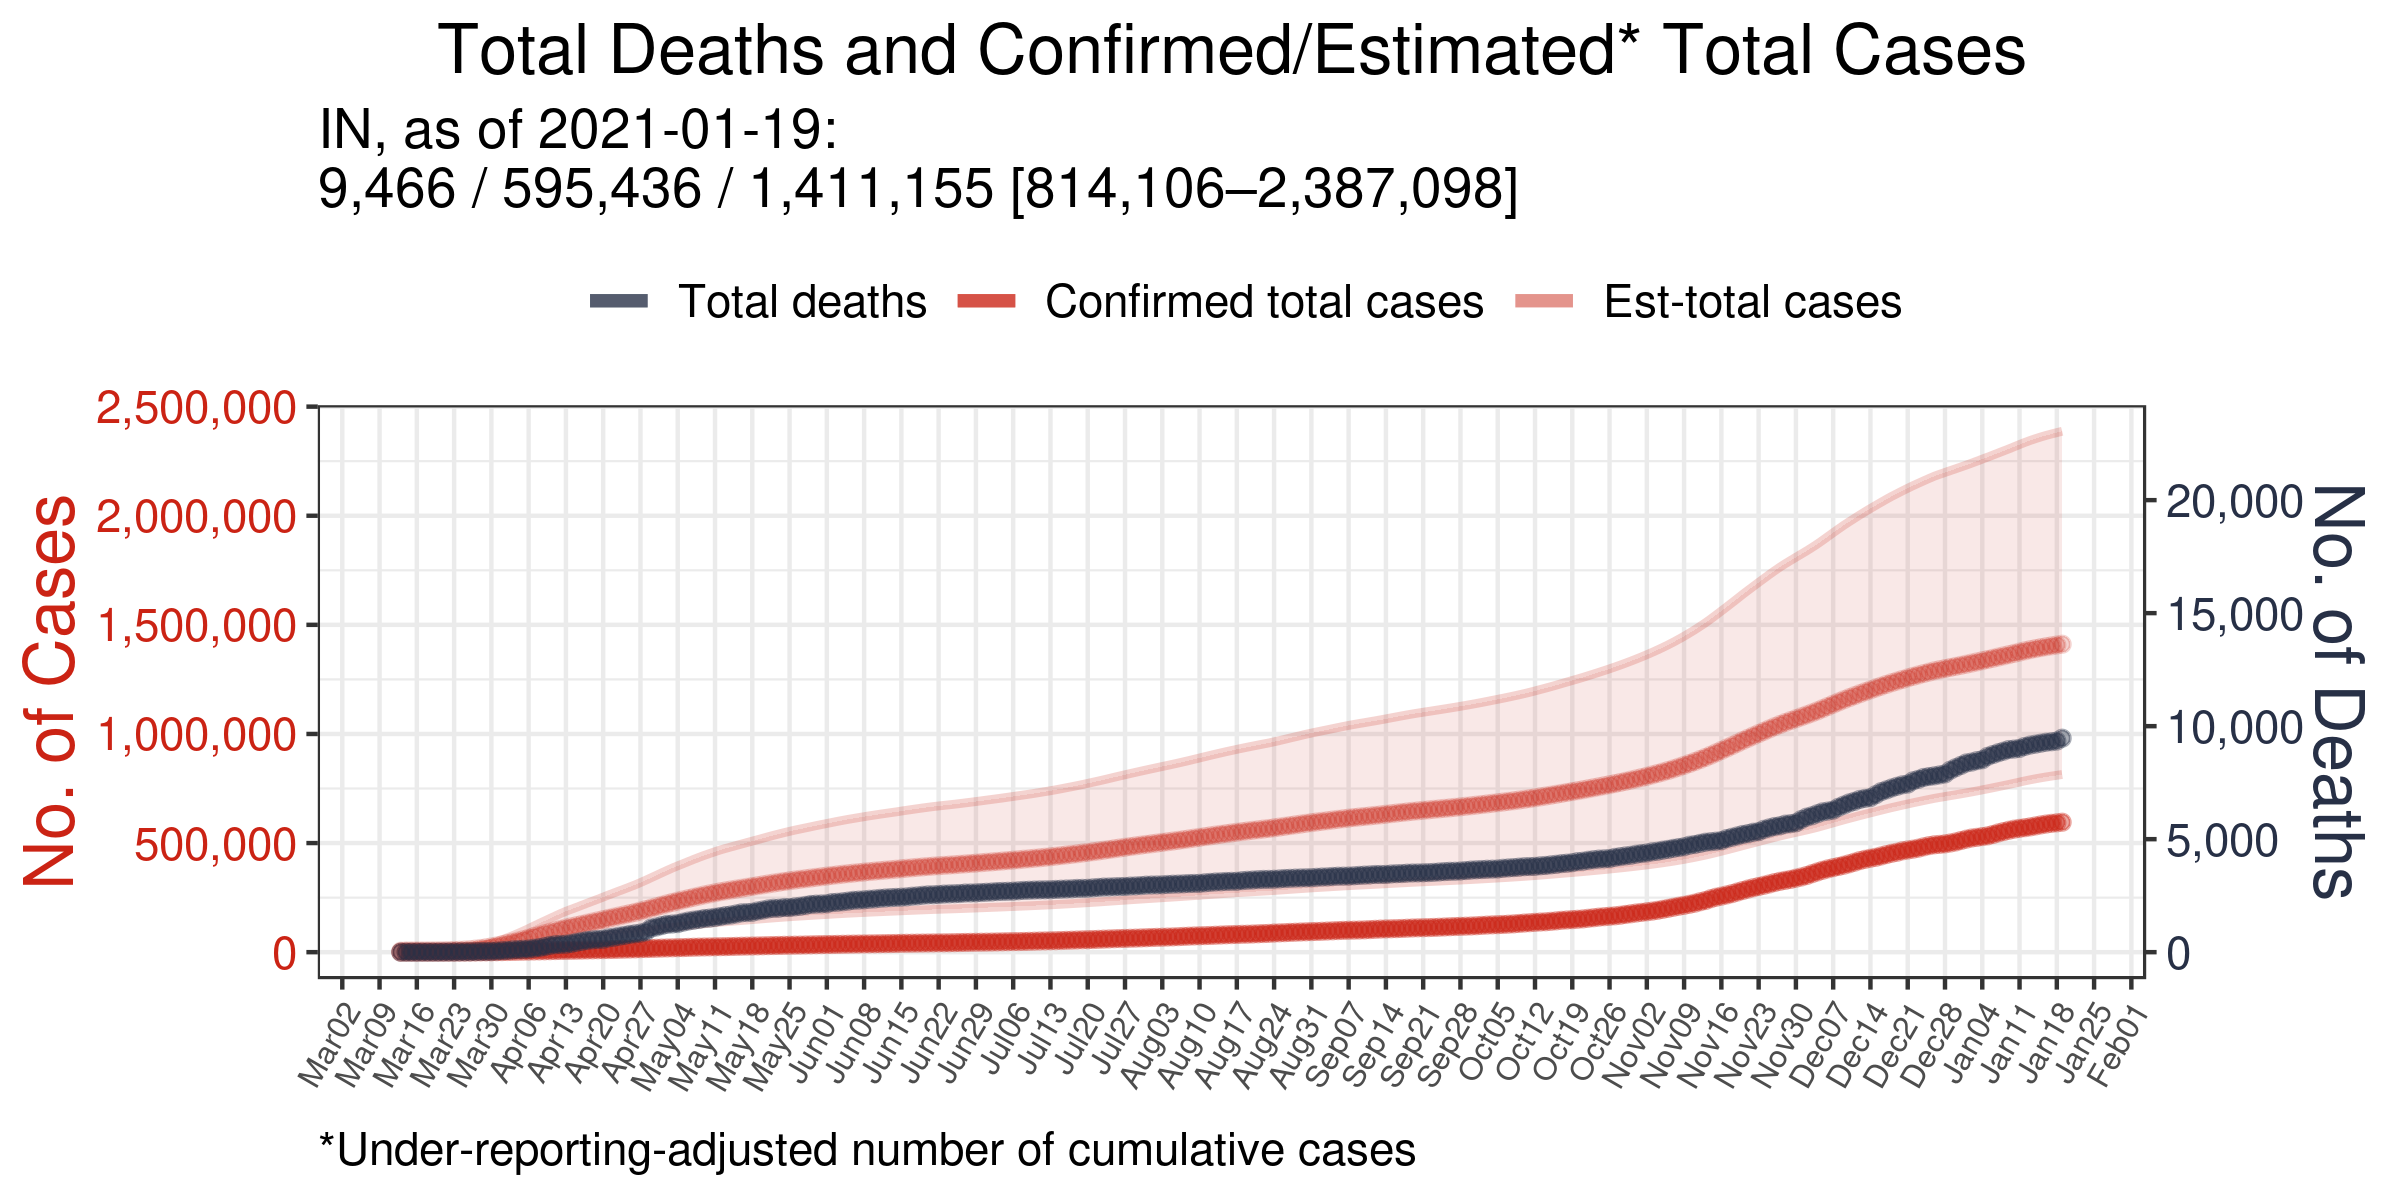 Total Deaths and Confirmed/Estimated* Total Cases
IN, as of 2021-01-19:
9,466 / 595,436 / 1,411,155 [814,106–2,387,098]
Total deaths
Confirmed total cases
Est-total cases
No. of Cases
2,500,000
2,000,000
1,500,000
1,000,000
500,000
0
20,000
15,000
10,000
5,000
0
No. of Deaths
Mar02
Mar09
Mar16
Mar23
Mar30
Apr06
Apr13
Apr20
Apr27
May04
May11
May18
May25
Jun01
Jun08
Jun15
Jun22
Jun29
Jul06
Jul13
Jul20
Jul27
Aug03
Aug10
Aug17
Aug24
Aug31
Sep07
Sep14
Sep21
Sep28
Oct05
Oct12
Oct19
Oct26
Nov02
Nov09
Nov16
Nov23
Nov30
Dec07
Dec14
Dec21
Dec28
Jan04
Jan11
Jan18
Jan25
Feb01
*Under-reporting-adjusted number of cumulative cases